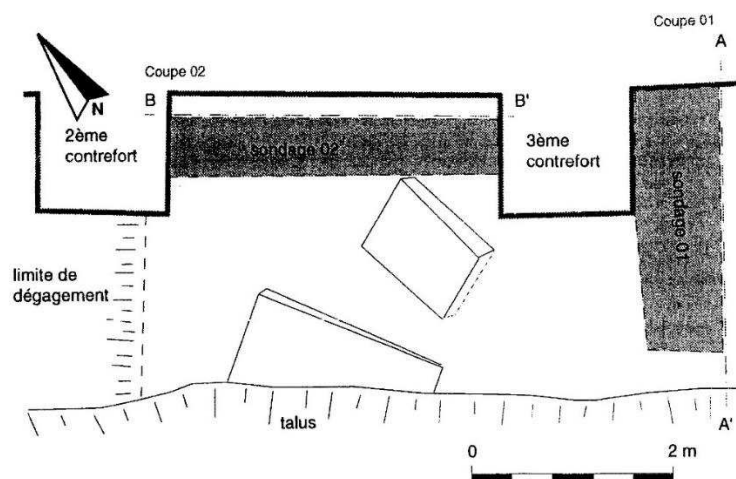 Coupe 01
A
Coupe 02
N
B
B'
2ème
contrefort
sondage 02
3ème
contrefort
sondage 01
limite de
dégagement
talus
A'
0
2 m